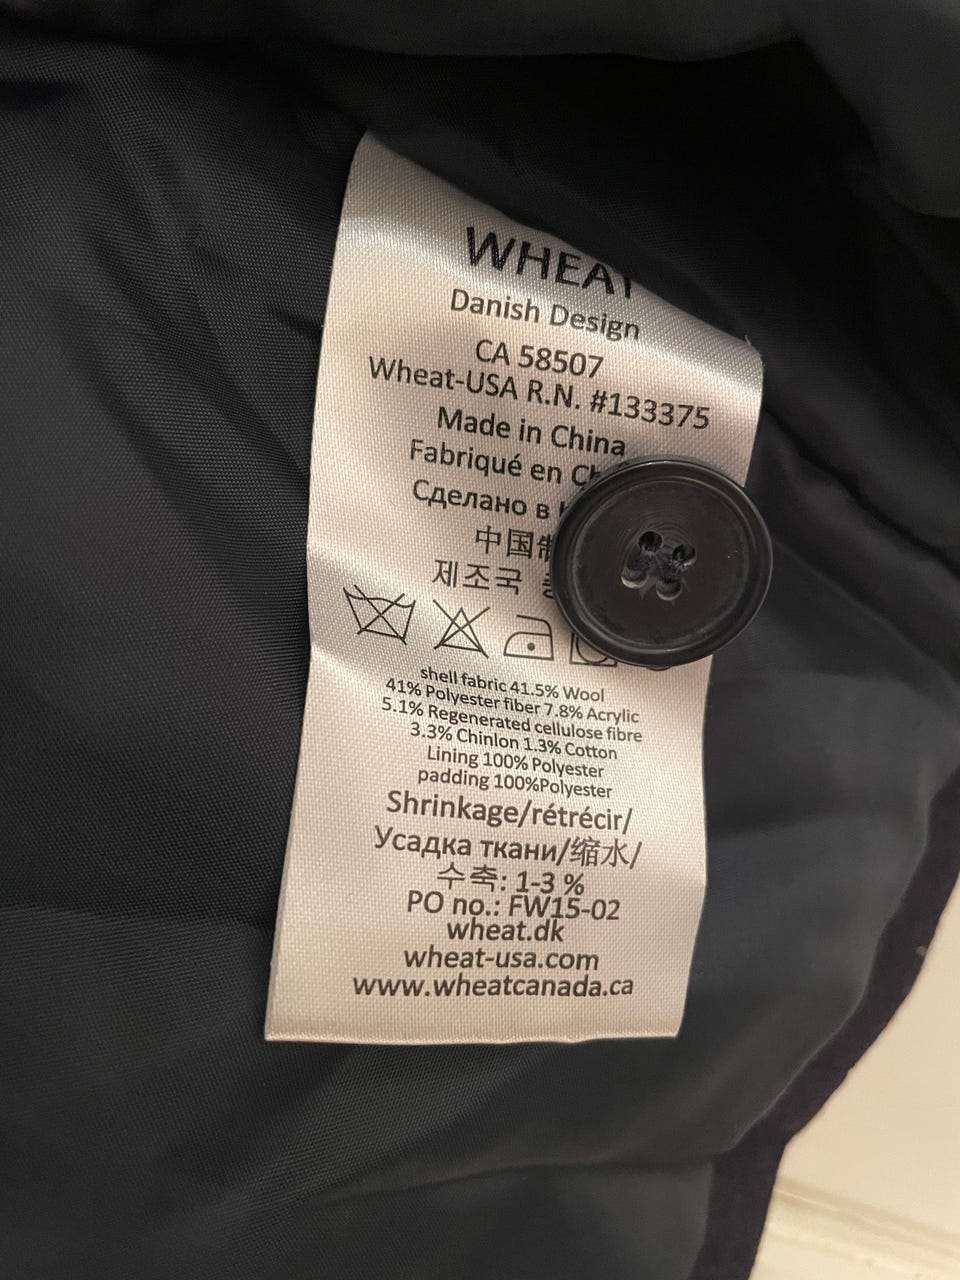 WHEAT
Danish Design
CA 58507
Wheat-USA R.N. #133375
Made in China
Fabriqué en
Сделано в
中国
제조국
shell fabric 41.5% Wool
41% Polyester fiber 7.8% Acrylic
5.1% Regenerated cellulose fibre
3.3% Chinlon 1.3% Cotton
Lining 100% Polyester
padding 100%Polyester
Shrinkage/rétrécir/
Усадка ткани/缩水/
수축: 1-3 %
PO no.: FW15-02
wheat.dk
wheat-usa.com
www.wheatcanada.ca